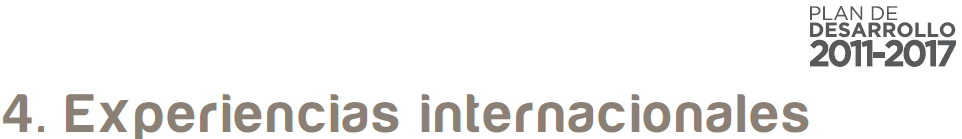 PLAN DE
DESARROLLO
2011-2017
4. Experiencias internacionales